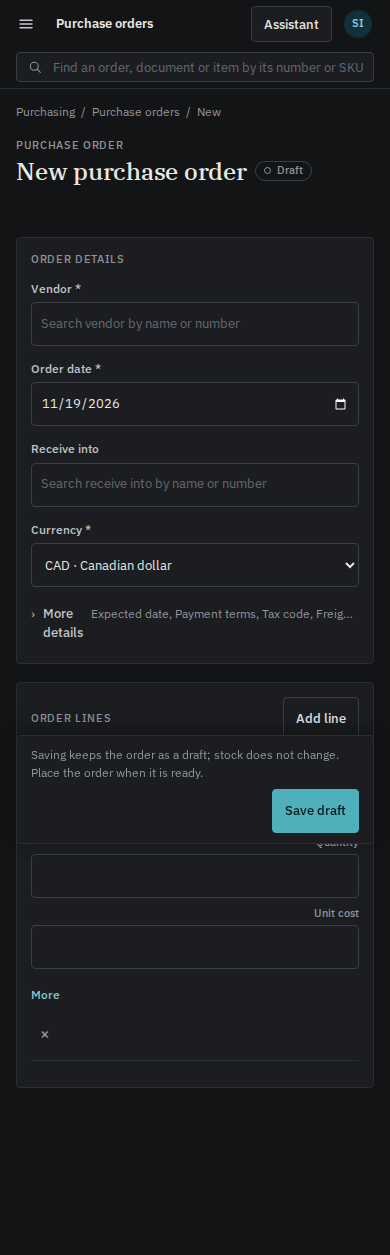 Purchase orders
Assistant
SI
Find an order, document or item by its number or SKU
Purchasing / Purchase orders / New
PURCHASE ORDER
New purchase order
Draft
ORDER DETAILS
Vendor *
Search vendor by name or number
Order date *
11/19/2026
Receive into
Search receive into by name or number
Currency *
CAD · Canadian dollar
› More details
Expected date, Payment terms, Tax code, Freig...
ORDER LINES
Add line
Saving keeps the order as a draft; stock does not change.
Place the order when it is ready.
Save draft
Quantity
Unit cost
More
×